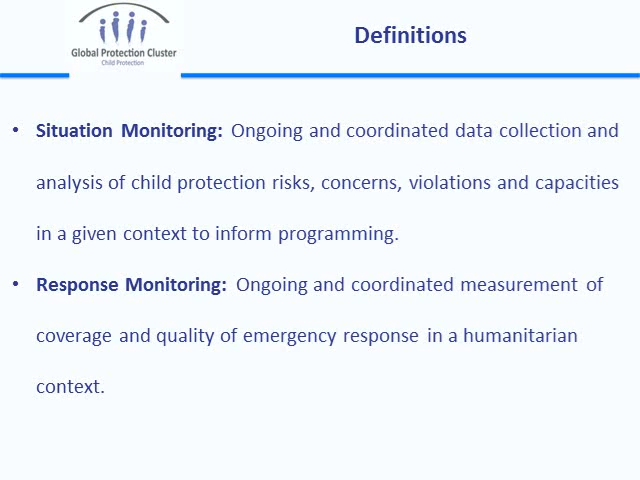 Global Protection Cluster
Child Protection
Definitions
• Situation Monitoring: Ongoing and coordinated data collection and
analysis of child protection risks, concerns, violations and capacities
in a given context to inform programming.
• Response Monitoring: Ongoing and coordinated measurement of
coverage and quality of emergency response in a humanitarian
context.